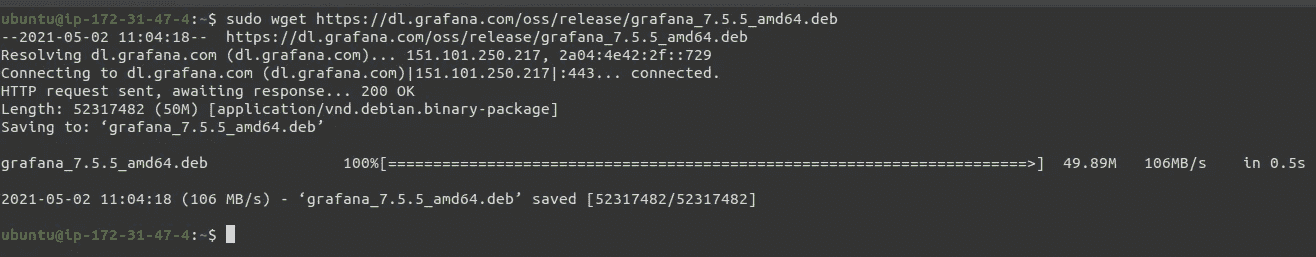 ubuntu@ip-172-31-47-4:~$ sudo wget https://dl.grafana.com/oss/release/grafana_7.5.5_amd64.deb
--2021-05-02 11:04:18--  https://dl.grafana.com/oss/release/grafana_7.5.5_amd64.deb
Resolving dl.grafana.com (dl.grafana.com)... 151.101.250.217, 2a04:4e42:2f::729
Connecting to dl.grafana.com (dl.grafana.com)|151.101.250.217|:443... connected.
HTTP request sent, awaiting response... 200 OK
Length: 52317482 (50M) [application/vnd.debian.binary-package]
Saving to: ‘grafana_7.5.5_amd64.deb’
grafana_7.5.5_amd64.deb 100%[=======================================================================>] 49.89M 106MB/s in 0.5s
2021-05-02 11:04:18 (106 MB/s) - ‘grafana_7.5.5_amd64.deb’ saved [52317482/52317482]
ubuntu@ip-172-31-47-4:~$